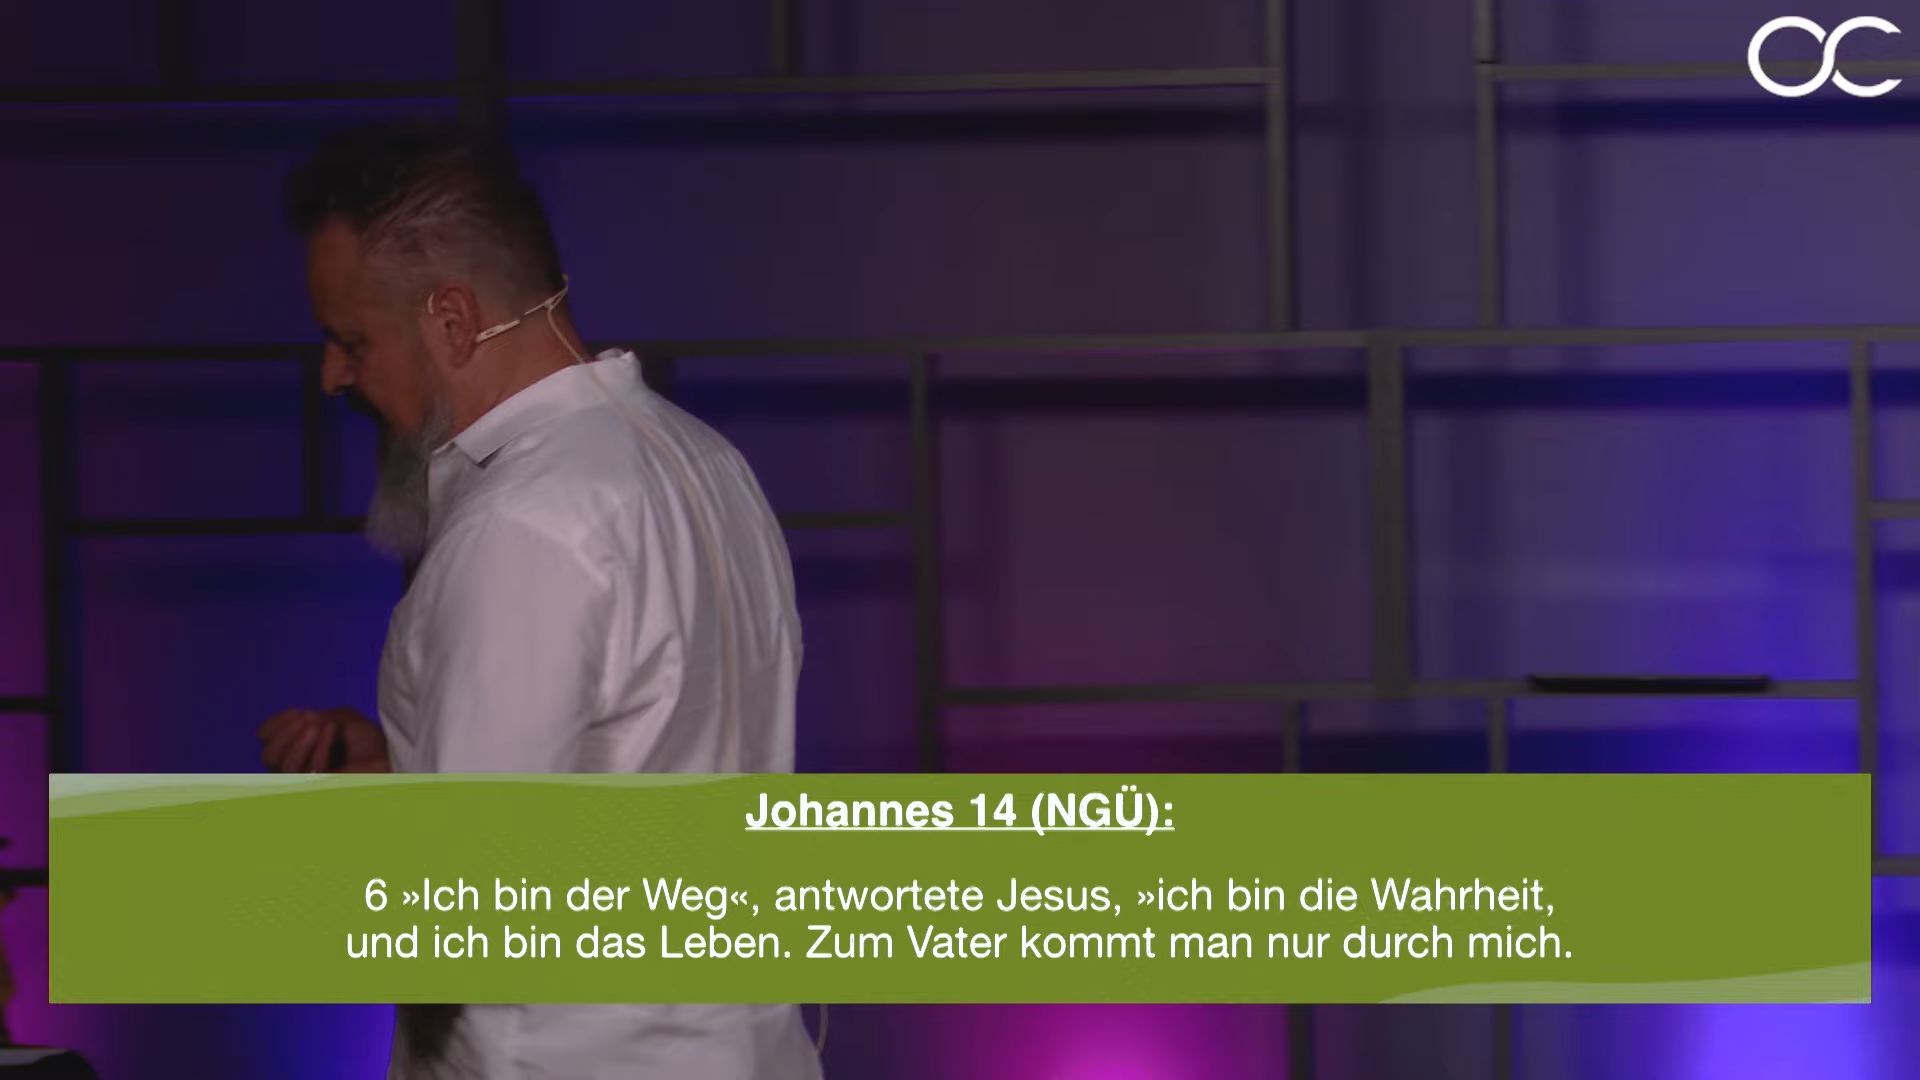 OC
Johannes 14 (NGÜ):
6 »Ich bin der Weg«, antwortete Jesus, »ich bin die Wahrheit,
und ich bin das Leben. Zum Vater kommt man nur durch mich.